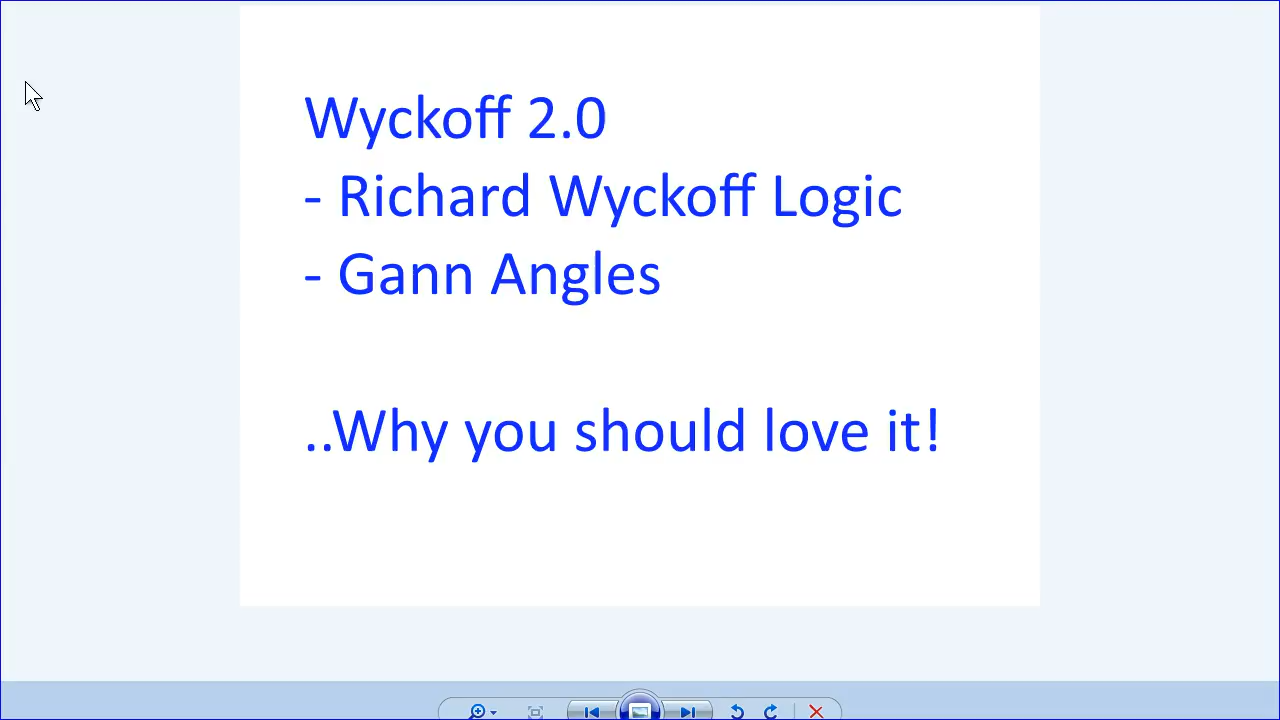 Wyckoff 2.0
- Richard Wyckoff Logic
- Gann Angles
..Why you should love it!